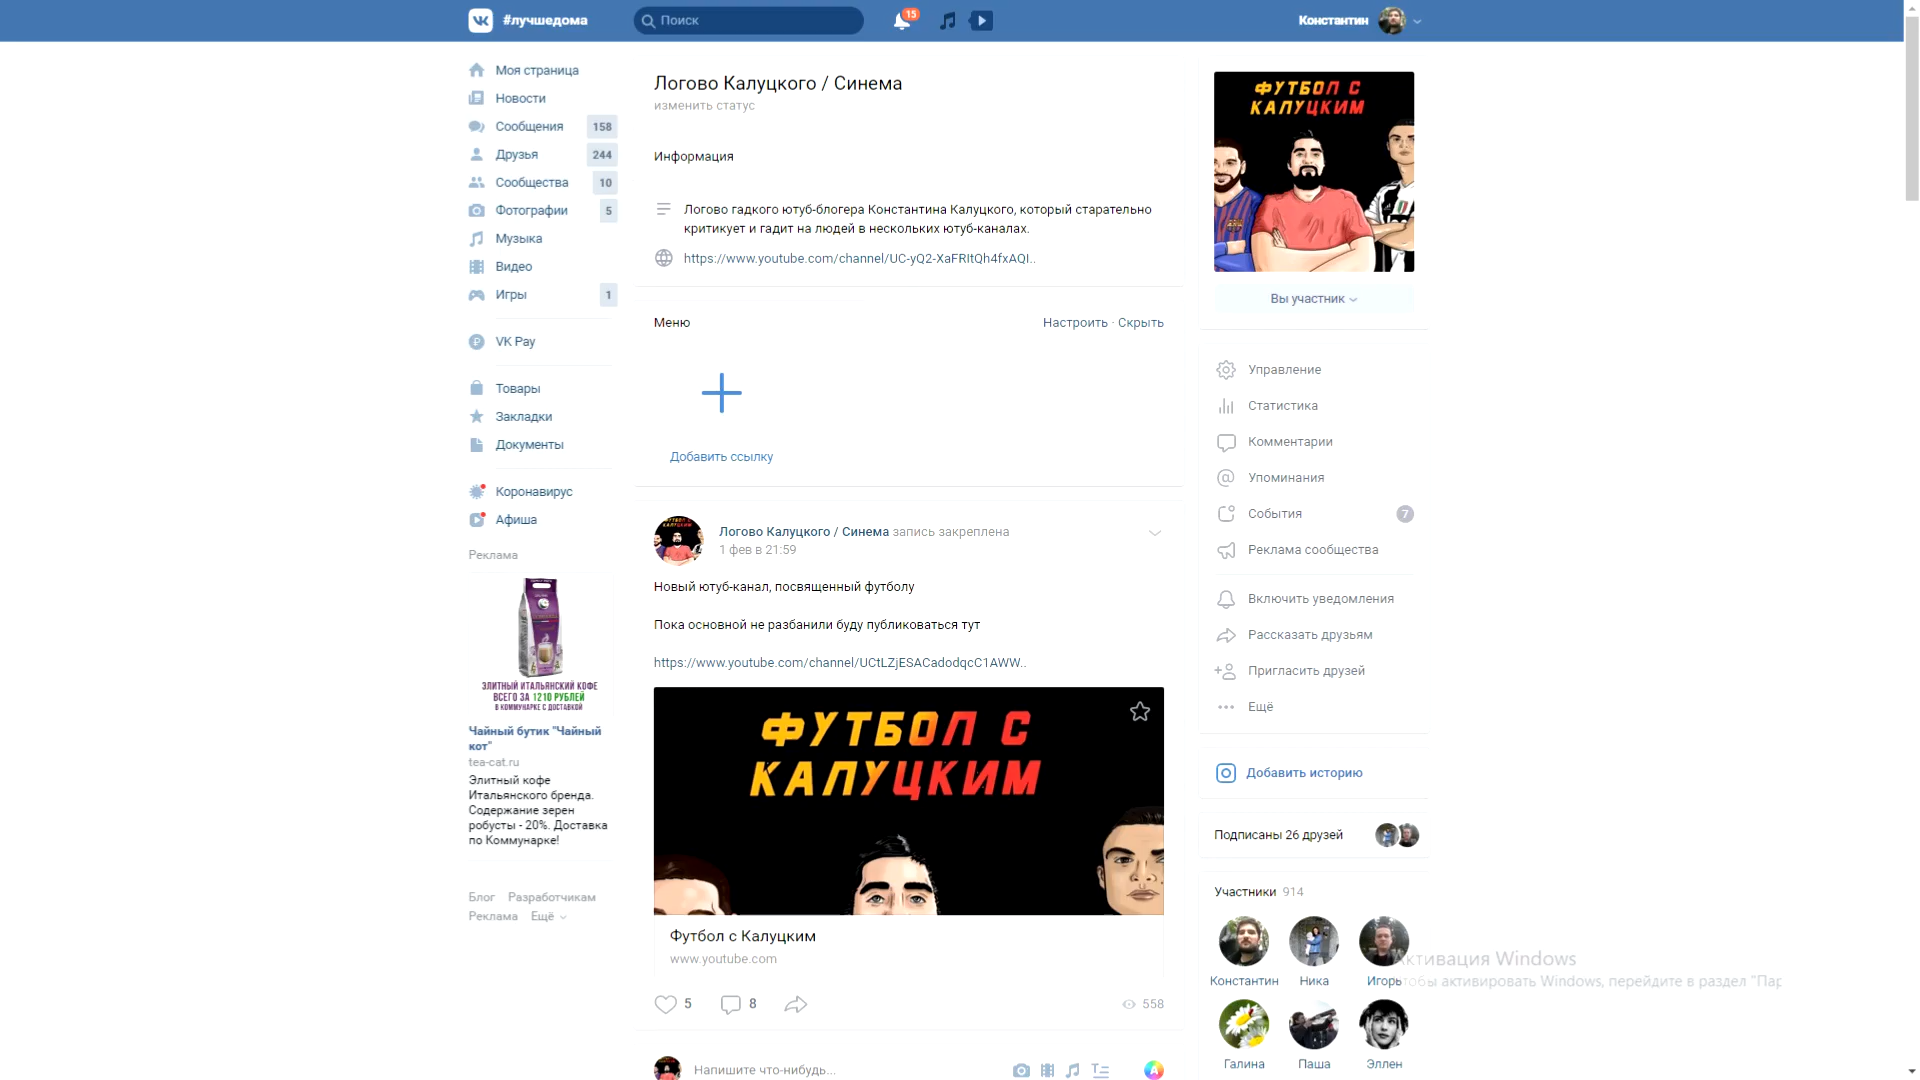 #лучшедома
Поиск
15
Константин
Моя страница
Новости
Сообщения 158
Друзья 244
Сообщества 10
Фотографии 5
Музыка
Видео
Игры 1
VK Pay
Товары
Закладки
Документы
Коронавирус
Афиша
Реклама
ЭЛИТНЫЙ ИТАЛЬЯНСКИЙ КОФЕ
ВСЕГО ЗА 1210 РУБЛЕЙ
В КОММУНАРКЕ С ДОСТАВКОЙ
Чайный бутик "Чайный
кот"
tea-cat.ru
Элитный кофе
Итальянского бренда.
Содержание зерен
робусты - 20%. Доставка
по Коммунарке!
Блог Разработчикам
Реклама Ещё
Логово Калуцкого / Синема
изменить статус
Информация
Логово гадкого ютуб-блогера Константина Калуцкого, который старательно
критикует и гадит на людей в нескольких ютуб-каналах.
https://www.youtube.com/channel/UC-yQ2-XaFRItQh4fxAQI..
Меню
Настроить · Скрыть
Добавить ссылку
Логово Калуцкого / Синема запись закреплена
1 фев в 21:59
Новый ютуб-канал, посвященный футболу
Пока основной не разбанили буду публиковаться тут
https://www.youtube.com/channel/UCtLZjESACadodqcC1AWW..
ФУТБОЛ С
КАЛУЦКИМ
Футбол с Калуцким
www.youtube.com
5 8 558
Напишите что-нибудь...
ФУТБОЛ С
КАЛУЦКИМ
Вы участник
Управление
Статистика
Комментарии
Упоминания
События 7
Реклама сообщества
Включить уведомления
Рассказать друзьям
Пригласить друзей
Ещё
Добавить историю
Подписаны 26 друзей
Участники 914
Константин Ника Игорь
Галина Паша Эллен
Активация Windows
Чтобы активировать Windows, перейдите в раздел "Пар